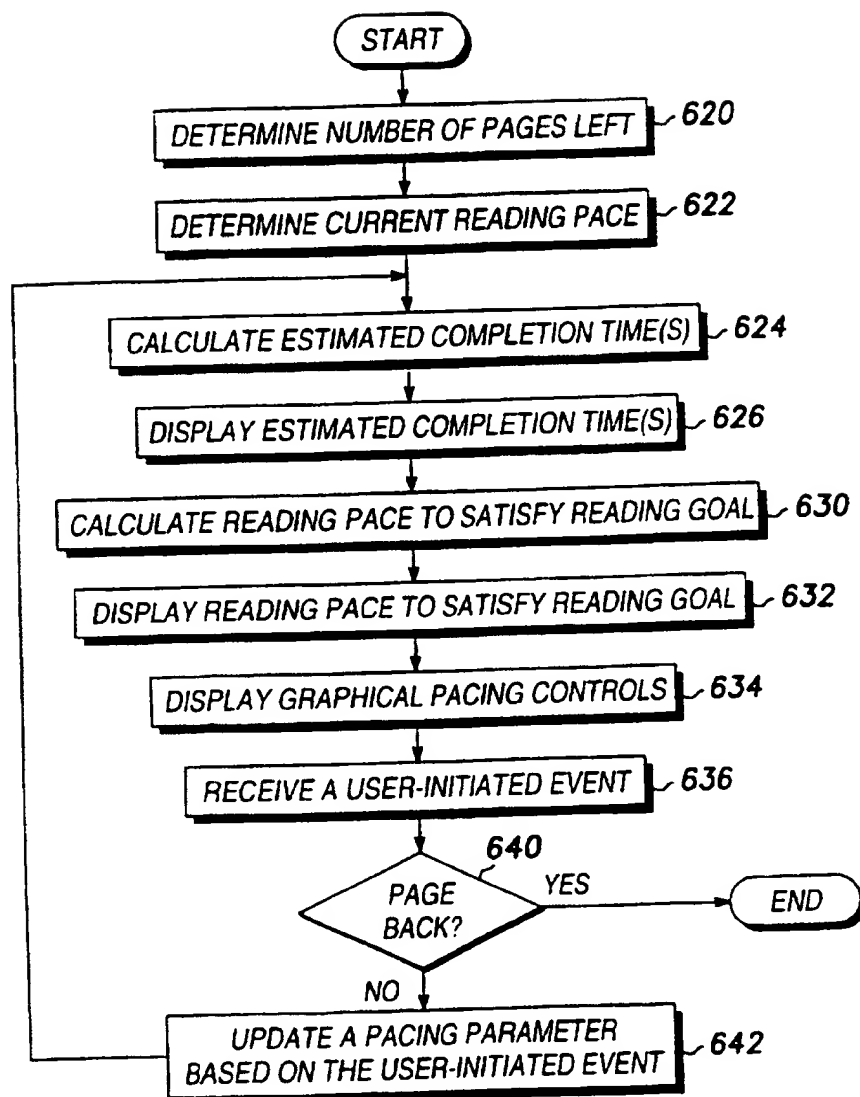 START
DETERMINE NUMBER OF PAGES LEFT 620
DETERMINE CURRENT READING PACE 622
CALCULATE ESTIMATED COMPLETION TIME(S) 624
DISPLAY ESTIMATED COMPLETION TIME(S) 626
CALCULATE READING PACE TO SATISFY READING GOAL 630
DISPLAY READING PACE TO SATISFY READING GOAL 632
DISPLAY GRAPHICAL PACING CONTROLS 634
RECEIVE A USER-INITIATED EVENT 636
640
PAGE
BACK?
YES
END
NO
UPDATE A PACING PARAMETER
BASED ON THE USER-INITIATED EVENT 642